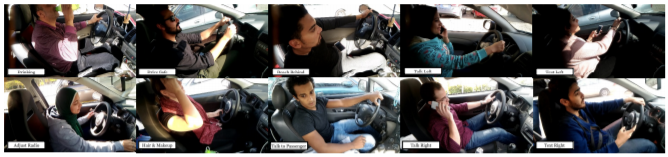 Drinking
Drive Safe
Reach Behind
Talk Left
Text Left
Adjust Radio
Hair & Makeup
Talk to Passenger
Talk Right
Text Right